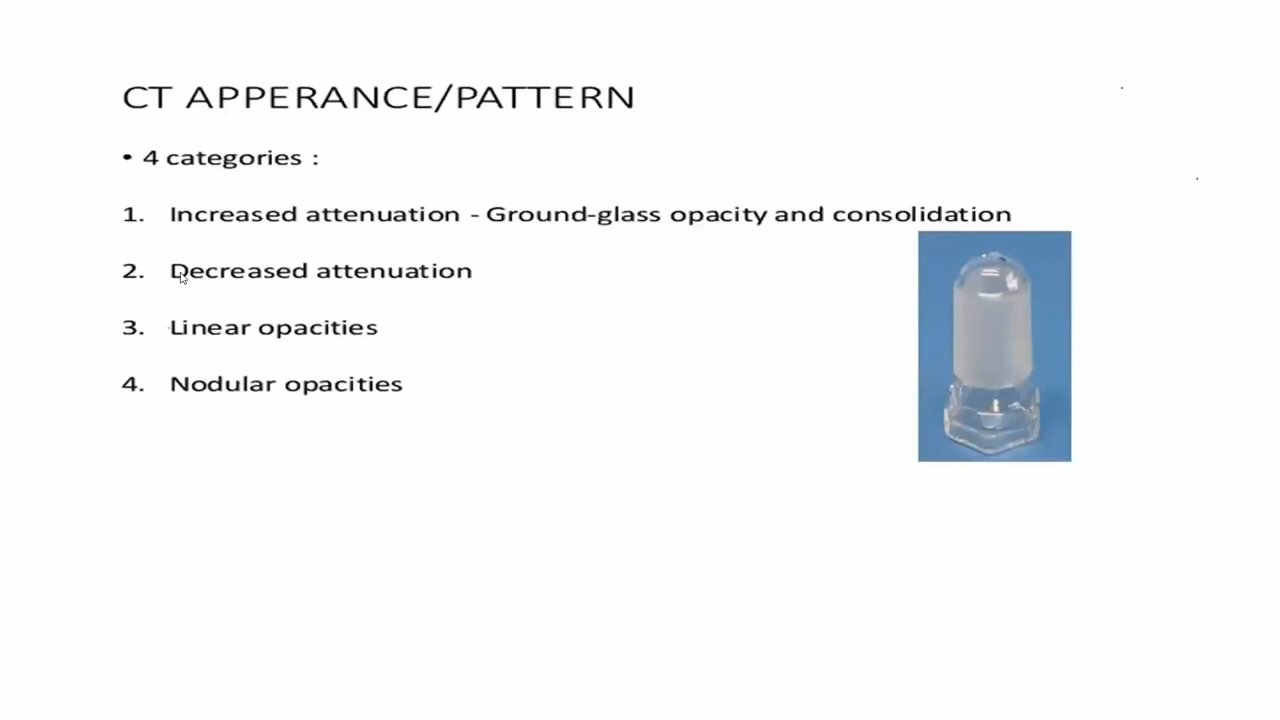 CT APPERANCE/PATTERN
• 4 categories :
1. Increased attenuation - Ground-glass opacity and consolidation
2. Decreased attenuation
3. Linear opacities
4. Nodular opacities